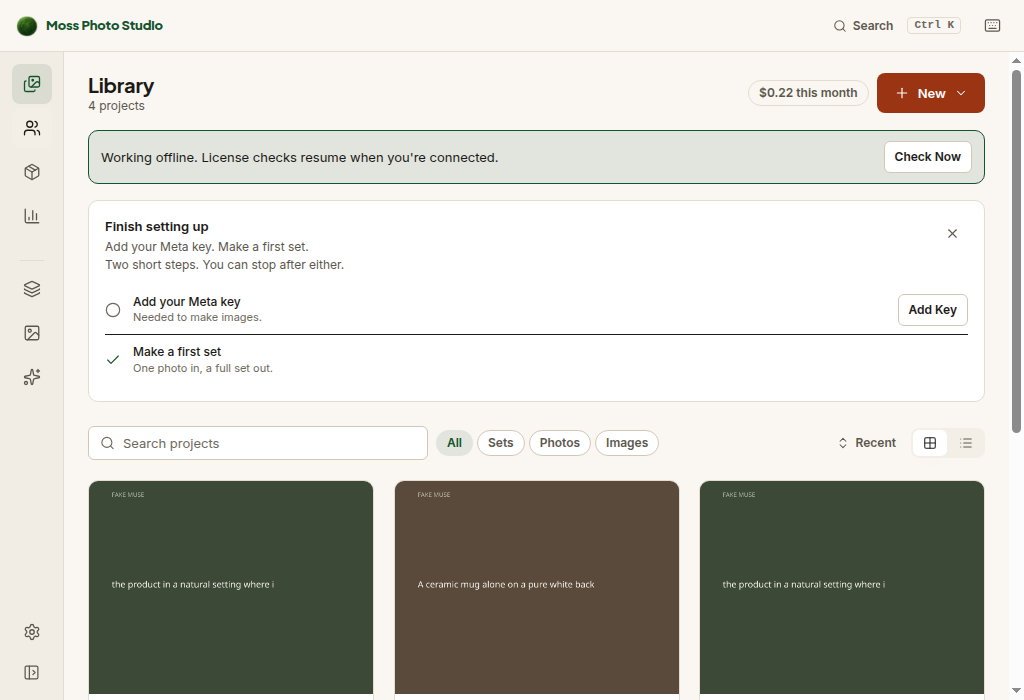 Moss Photo Studio
Search
Ctrl K
Library
4 projects
$0.22 this month
New
Working offline. License checks resume when you're connected.
Check Now
Finish setting up
Add your Meta key. Make a first set.
Two short steps. You can stop after either.
Add your Meta key
Needed to make images.
Add Key
Make a first set
One photo in, a full set out.
Search projects
All
Sets
Photos
Images
Recent
FAKE MUSE
the product in a natural setting where i
FAKE MUSE
A ceramic mug alone on a pure white back
FAKE MUSE
the product in a natural setting where i